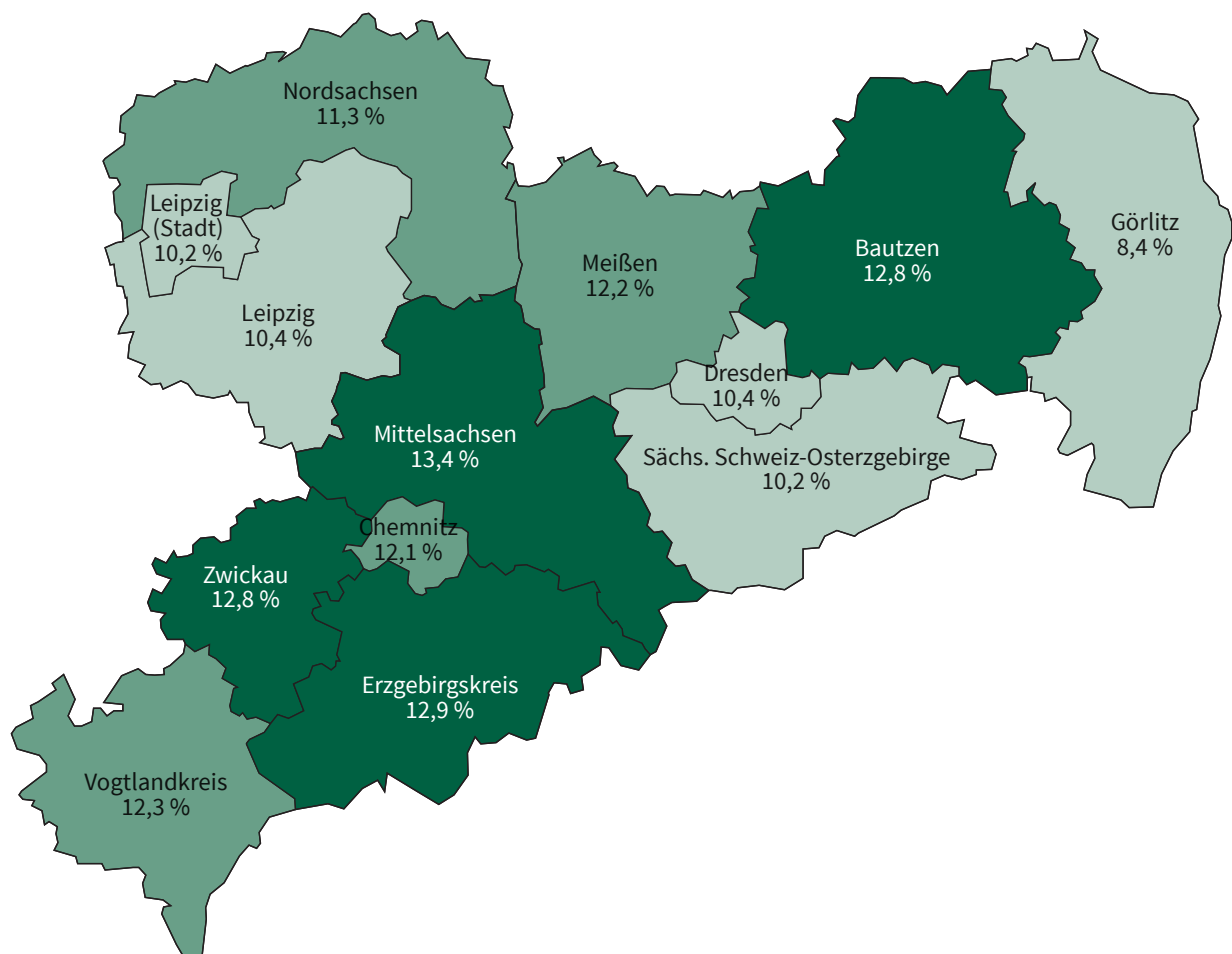 Nordsachsen
11,3 %
Leipzig
(Stadt)
10,2 %
Leipzig
10,4 %
Meißen
12,2 %
Bautzen
12,8 %
Görlitz
8,4 %
Dresden
10,4 %
Mittelsachsen
13,4 %
Sächs. Schweiz-Osterzgebirge
10,2 %
Chemnitz
12,1 %
Zwickau
12,8 %
Erzgebirgskreis
12,9 %
Vogtlandkreis
12,3 %